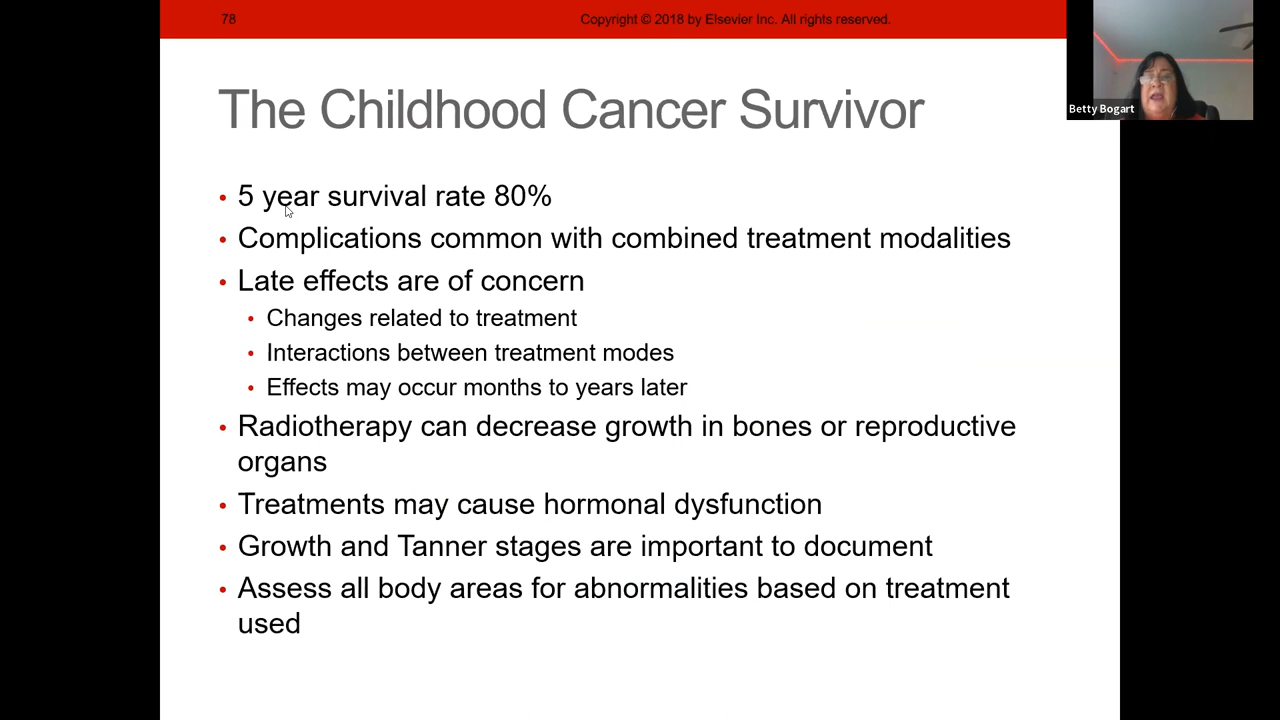 78
Copyright © 2018 by Elsevier Inc. All rights reserved.
Betty Bogart
The Childhood Cancer Survivor
• 5 year survival rate 80%
• Complications common with combined treatment modalities
• Late effects are of concern
• Changes related to treatment
• Interactions between treatment modes
• Effects may occur months to years later
• Radiotherapy can decrease growth in bones or reproductive
organs
• Treatments may cause hormonal dysfunction
• Growth and Tanner stages are important to document
• Assess all body areas for abnormalities based on treatment
used